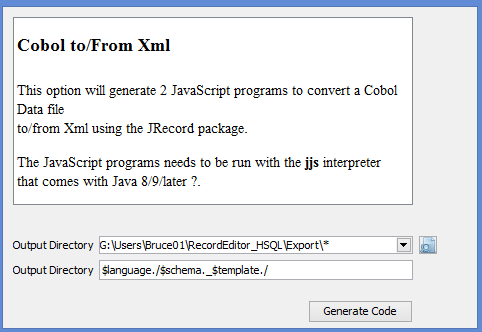 Cobol to/From Xml
This option will generate 2 JavaScript programs to convert a Cobol
Data file
to/from Xml using the JRecord package.
The JavaScript programs needs to be run with the jjs interpreter
that comes with Java 8/9/later ?.
Output Directory G:\Users\Bruce01\RecordEditor_HSQL\Export\*
Output Directory $language./$schema._$template./
Generate Code